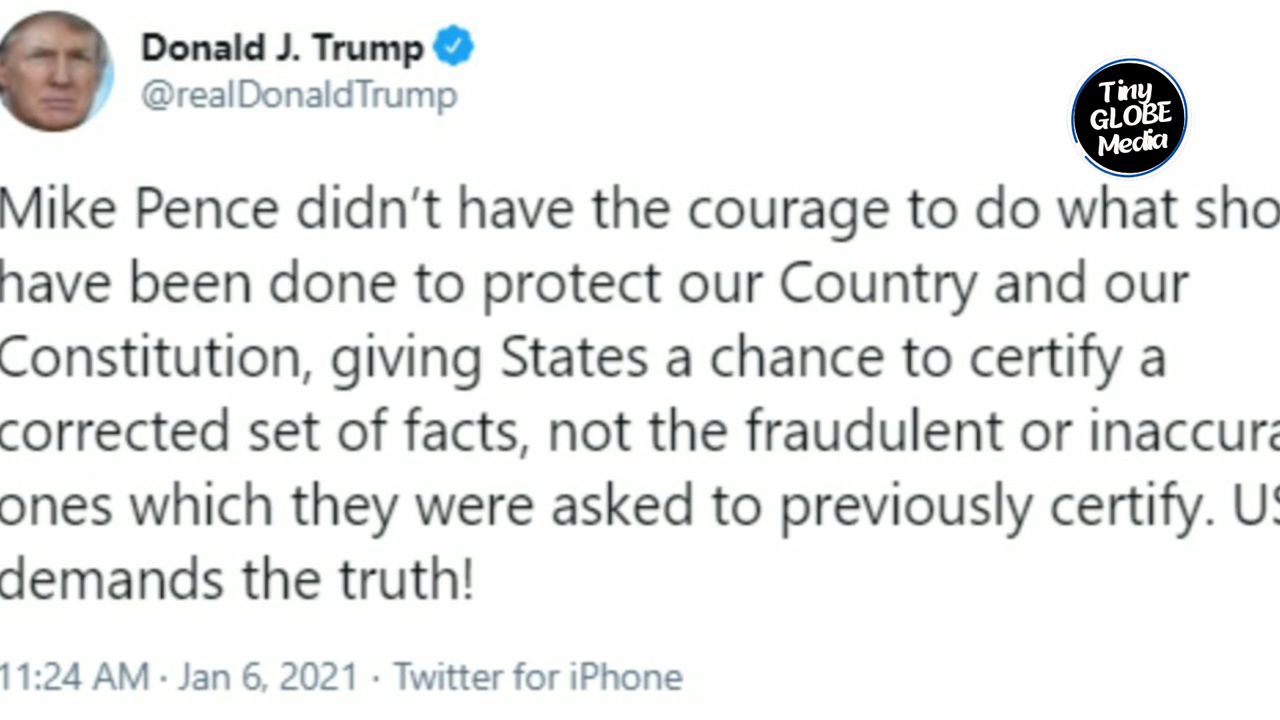 Donald J. Trump
@realDonaldTrump
Tiny
GLOBE
Media
Mike Pence didn’t have the courage to do what
have been done to protect our Country and our
Constitution, giving States a chance to certify a
corrected set of facts, not the fraudulent or
ones which they were asked to previously certify.
demands the truth!
11:24 AM · Jan 6, 2021 · Twitter for iPhone